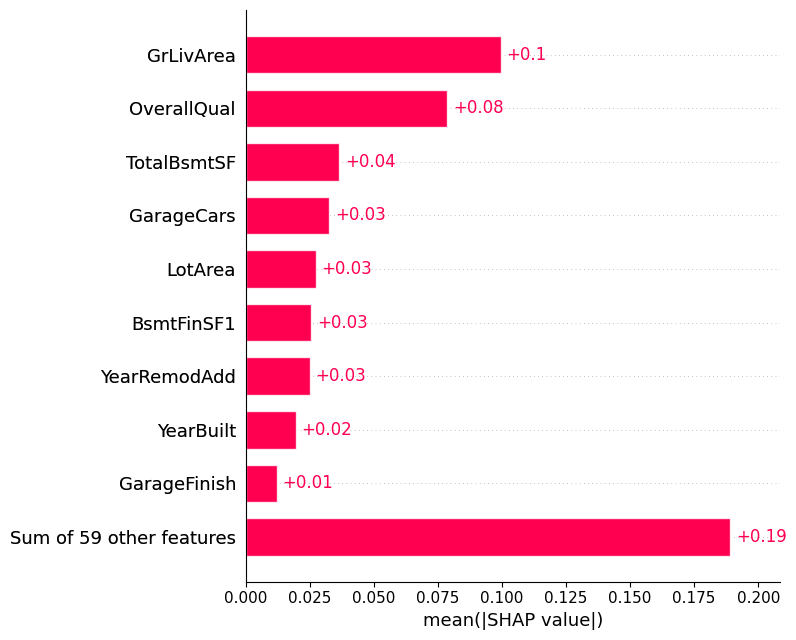 GrLivArea +0.1
OverallQual +0.08
TotalBsmtSF +0.04
GarageCars +0.03
LotArea +0.03
BsmtFinSF1 +0.03
YearRemodAdd +0.03
YearBuilt +0.02
GarageFinish +0.01
Sum of 59 other features +0.19
0.000 0.025 0.050 0.075 0.100 0.125 0.150 0.175 0.200
mean(|SHAP value|)